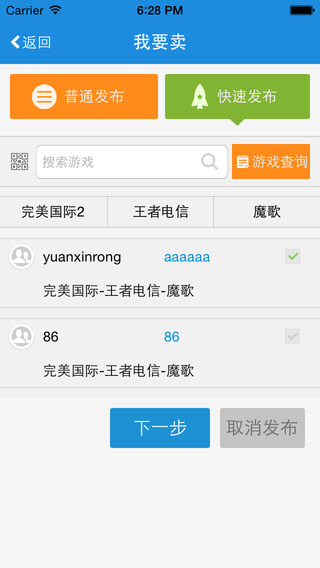 Carrier 6:28 PM
返回 我要卖
普通发布 快速发布
搜索游戏 游戏查询
完美国际2 王者电信 魔歌
yuanxinrong aaaaaa
完美国际-王者电信-魔歌
86 86
完美国际-王者电信-魔歌
下一步 取消发布